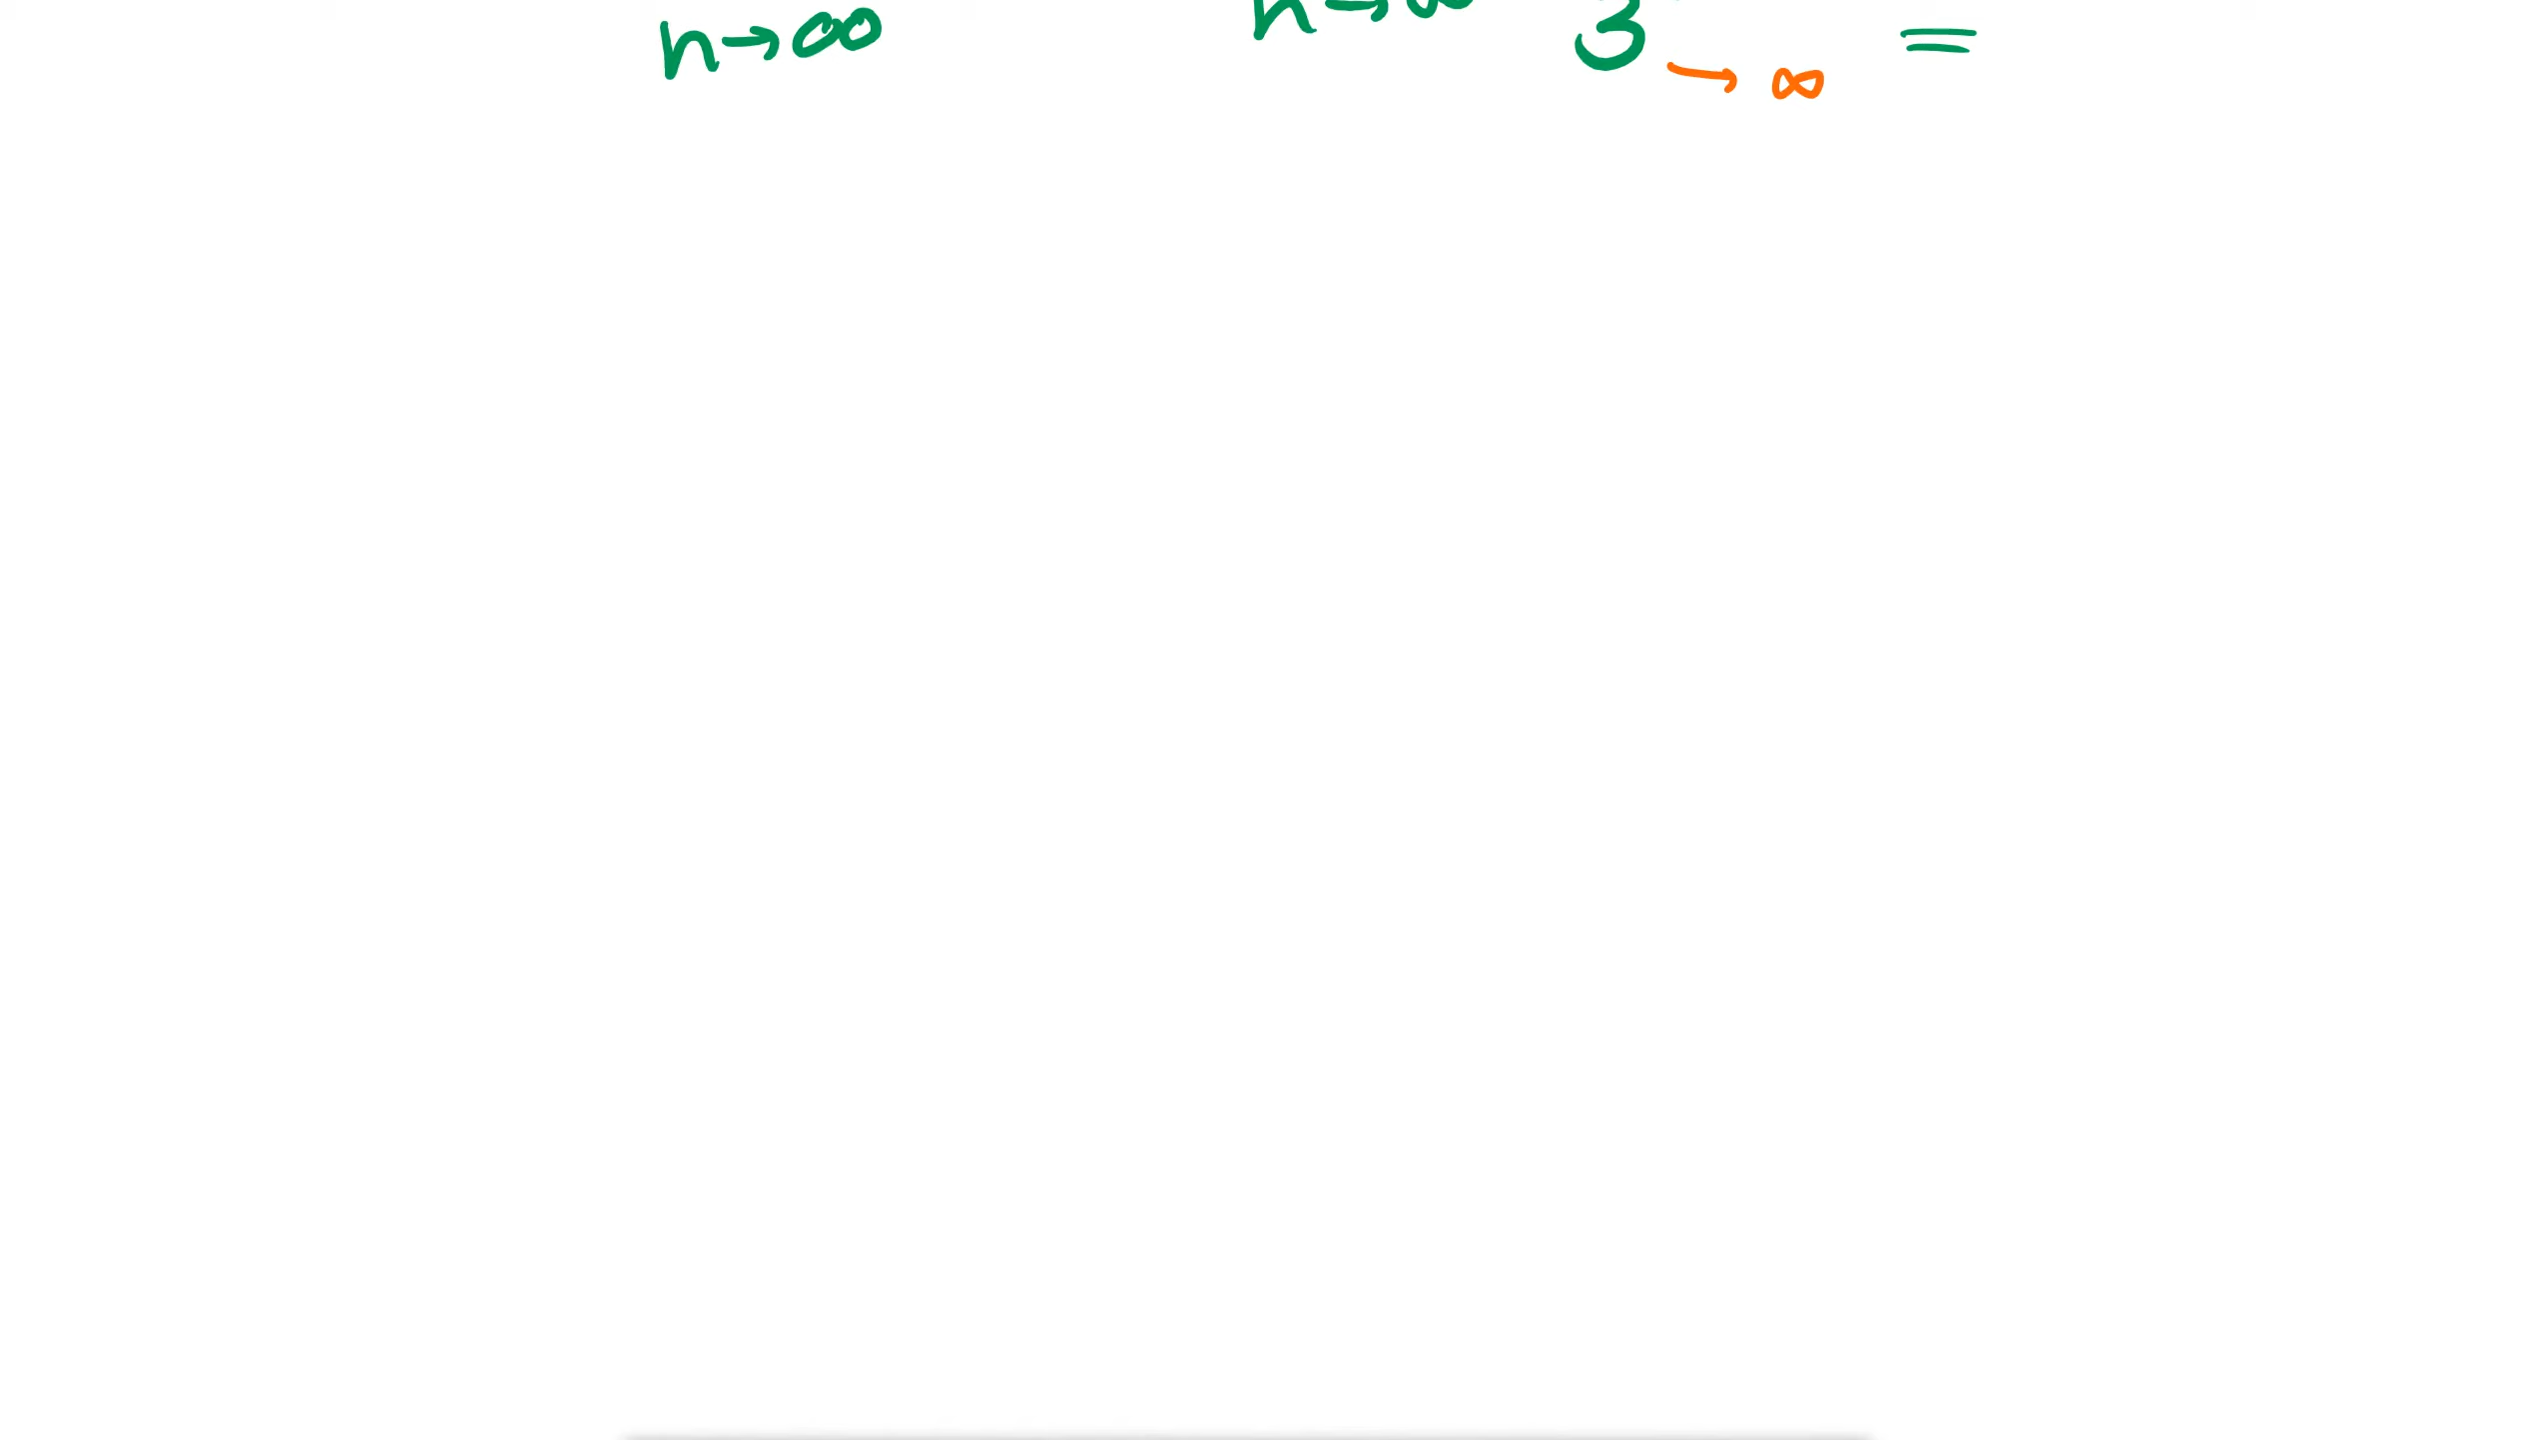 n→∞ n→∞ 3
→ ∞